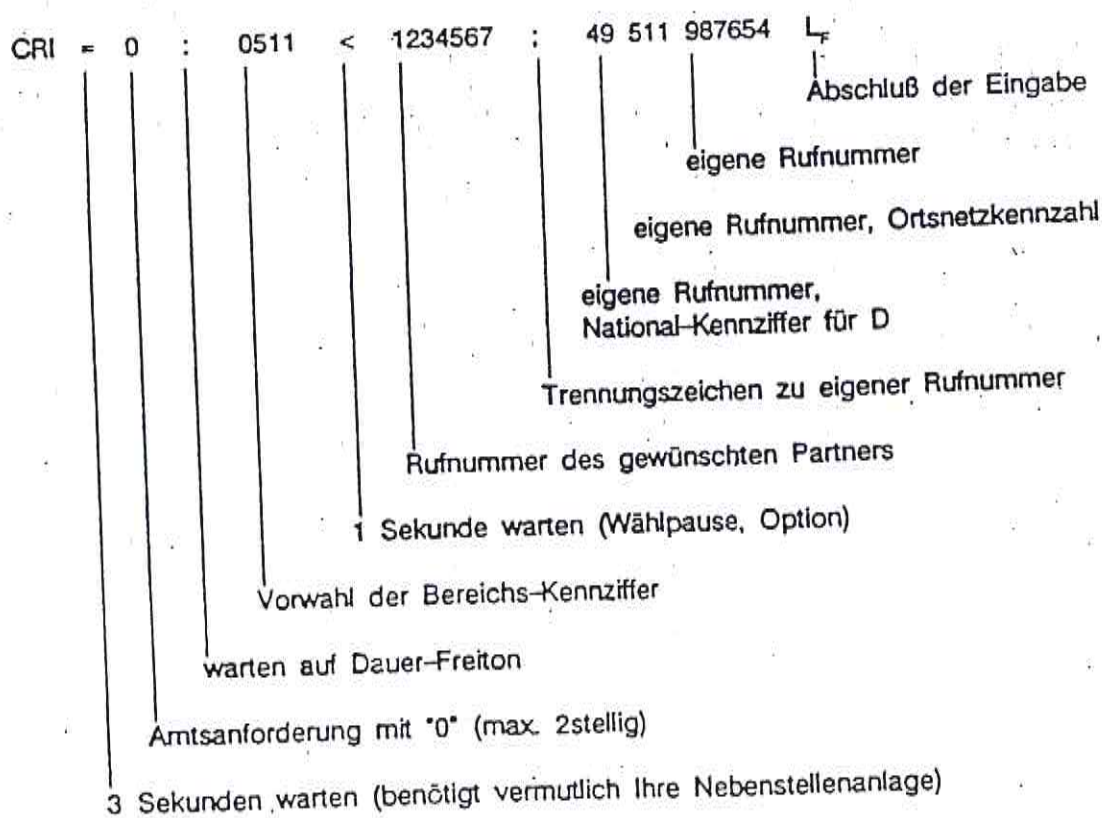 CRI = 0 : 0511 < 1234567 ; 49 511 987654 LF
Abschluß der Eingabe
eigene Rufnummer
eigene Rufnummer, Ortsnetzkennzahl
eigene Rufnummer,
National-Kennziffer für D
Trennungszeichen zu eigener Rufnummer
Rufnummer des gewünschten Partners
1 Sekunde warten (Wählpause, Option)
Vorwahl der Bereichs-Kennziffer
warten auf Dauer-Freiton
Amtsanforderung mit "0" (max. 2stellig)
3 Sekunden warten (benötigt vermutlich Ihre Nebenstellenanlage)